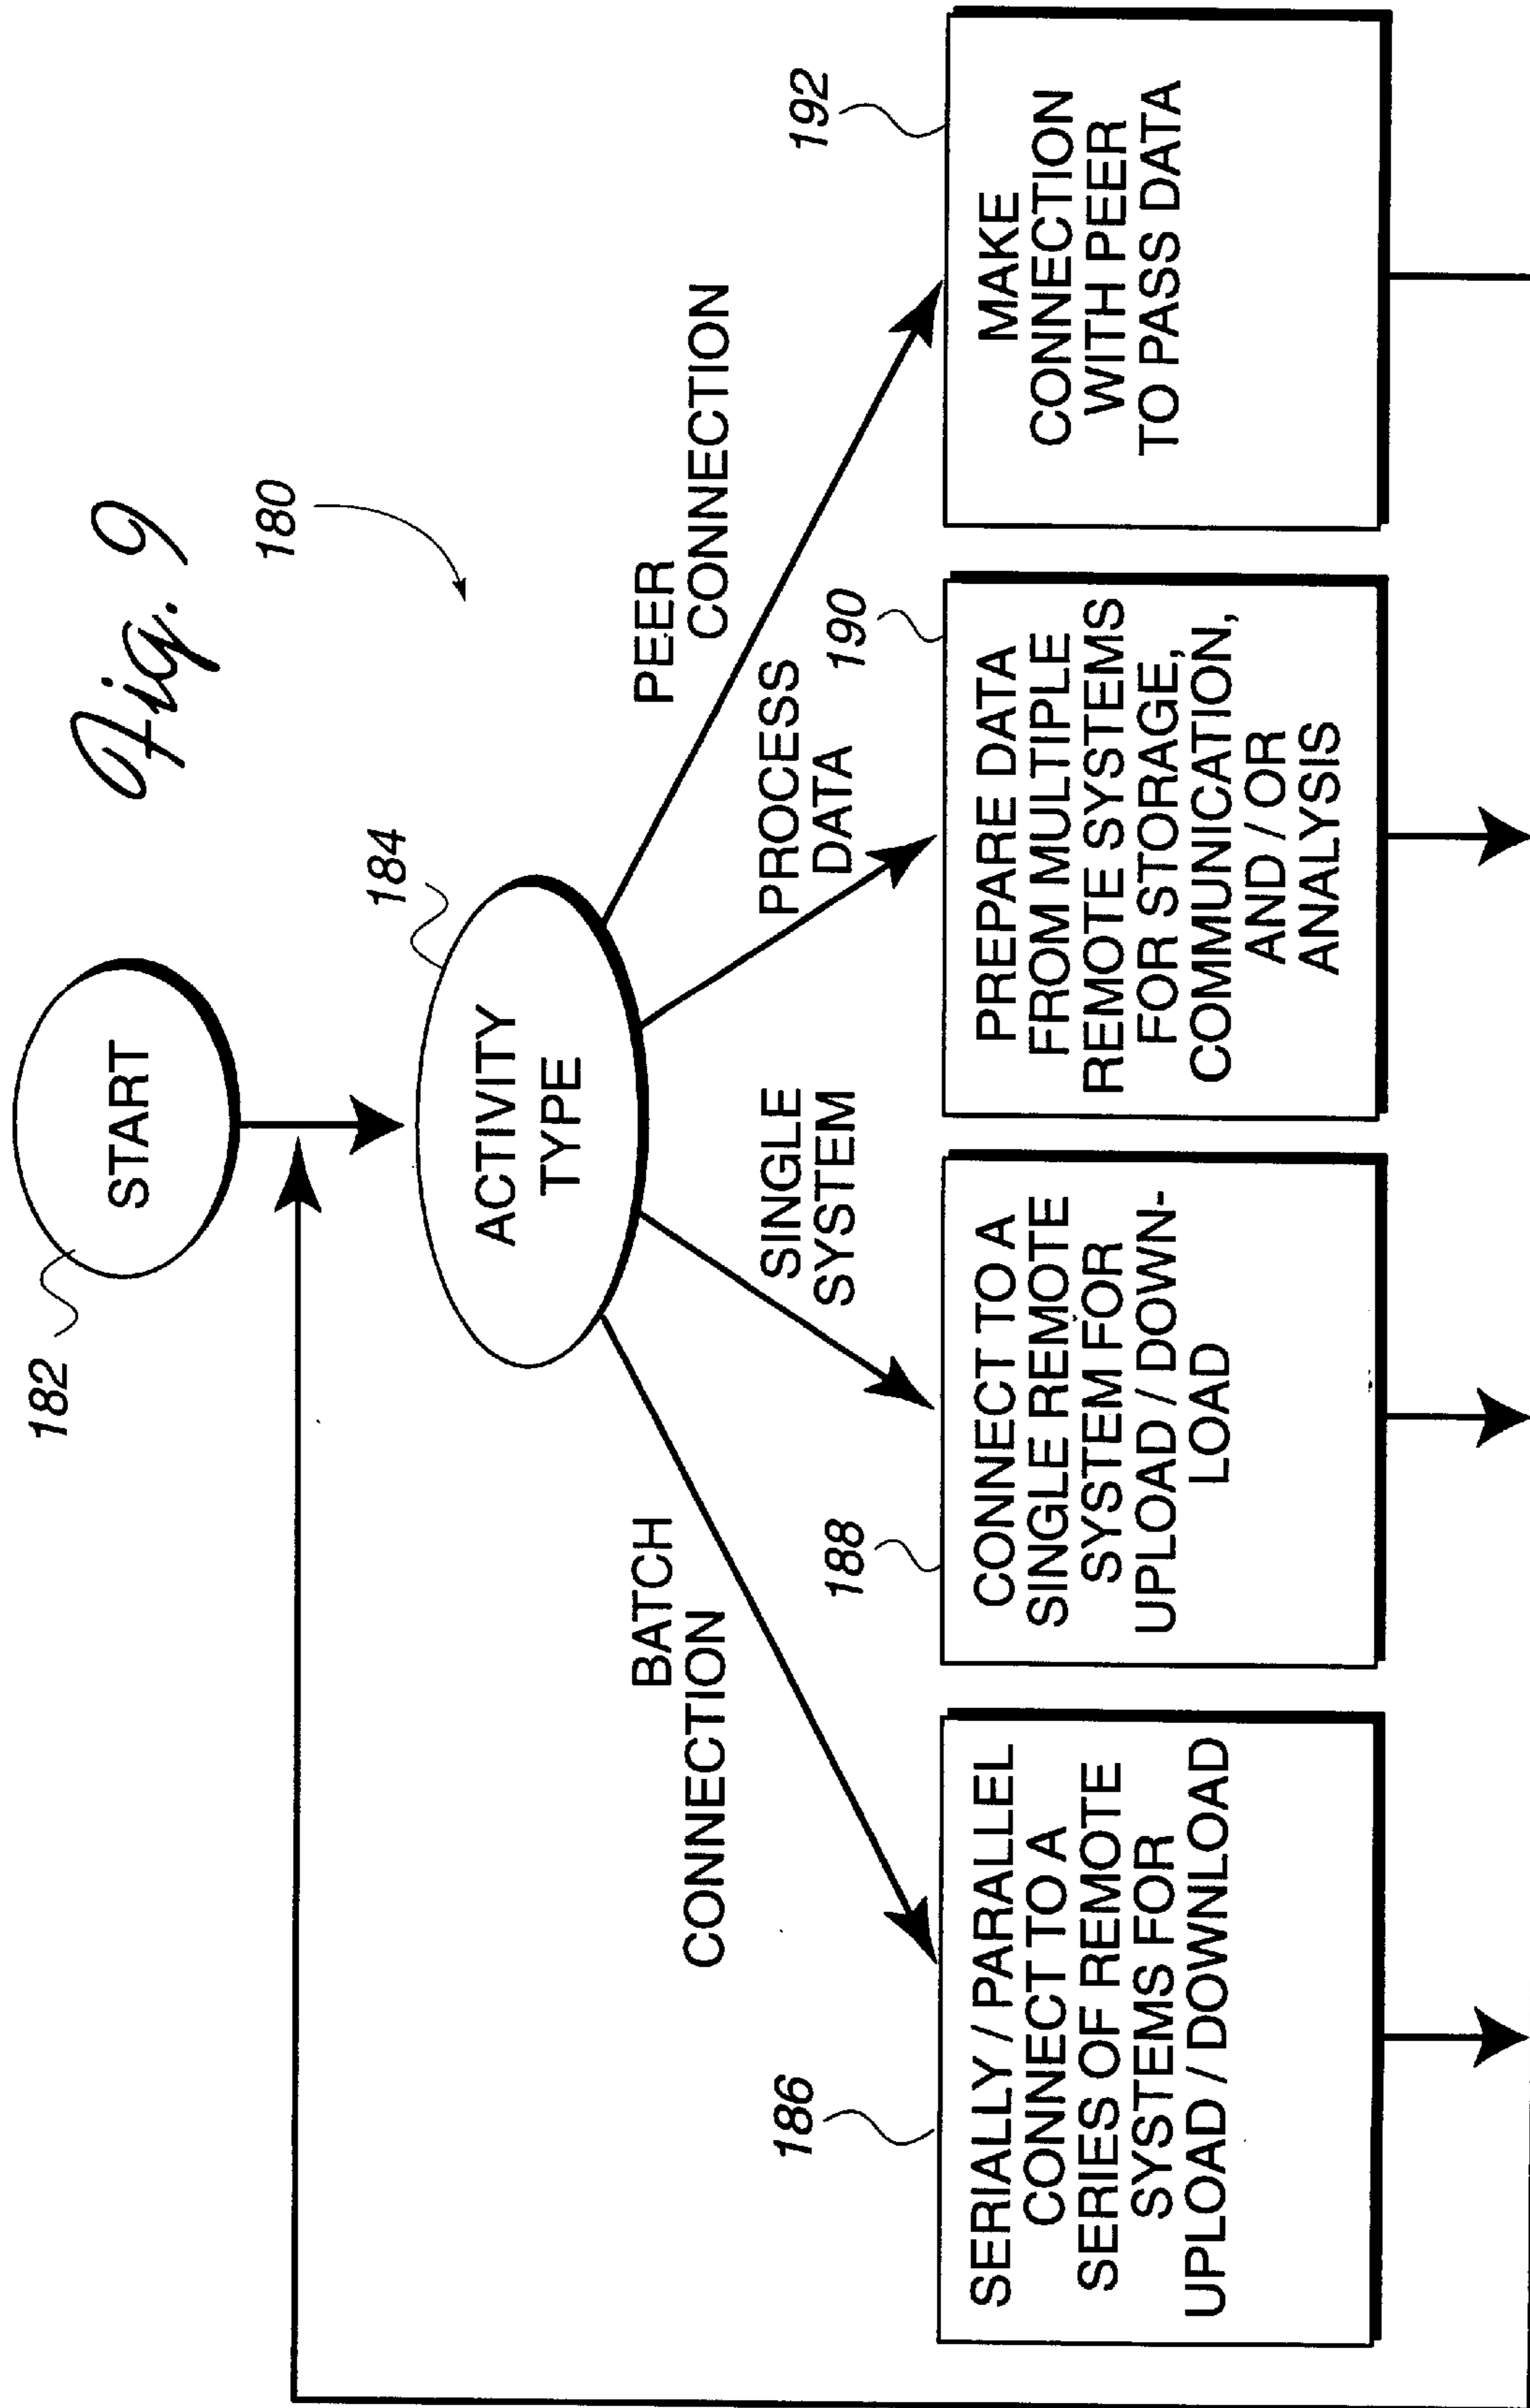 Fig. 9
180
182
START
184
ACTIVITY
TYPE
BATCH
CONNECTION
SINGLE
SYSTEM
PROCESS
DATA
PEER
CONNECTION
186
SERIALLY / PARALLEL
CONNECT TO A
SERIES OF REMOTE
SYSTEMS FOR
UPLOAD / DOWNLOAD
188
CONNECT TO A
SINGLE REMOTE
SYSTEM FOR
UPLOAD / DOWN-
LOAD
190
PREPARE DATA
FROM MULTIPLE
REMOTE SYSTEMS
FOR STORAGE,
COMMUNICATION,
AND / OR
ANALYSIS
192
MAKE
CONNECTION
WITH PEER
TO PASS DATA